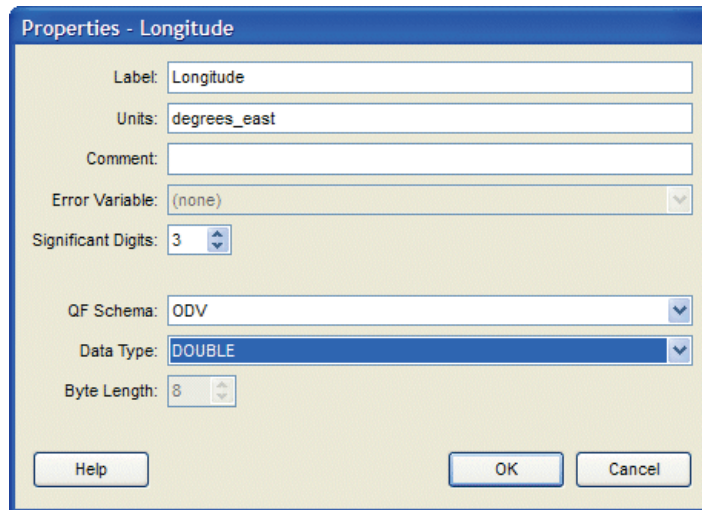 Properties - Longitude
Label: Longitude
Units: degrees_east
Comment:
Error Variable: (none)
Significant Digits: 3
QF Schema: ODV
Data Type: DOUBLE
Byte Length: 8
Help OK Cancel